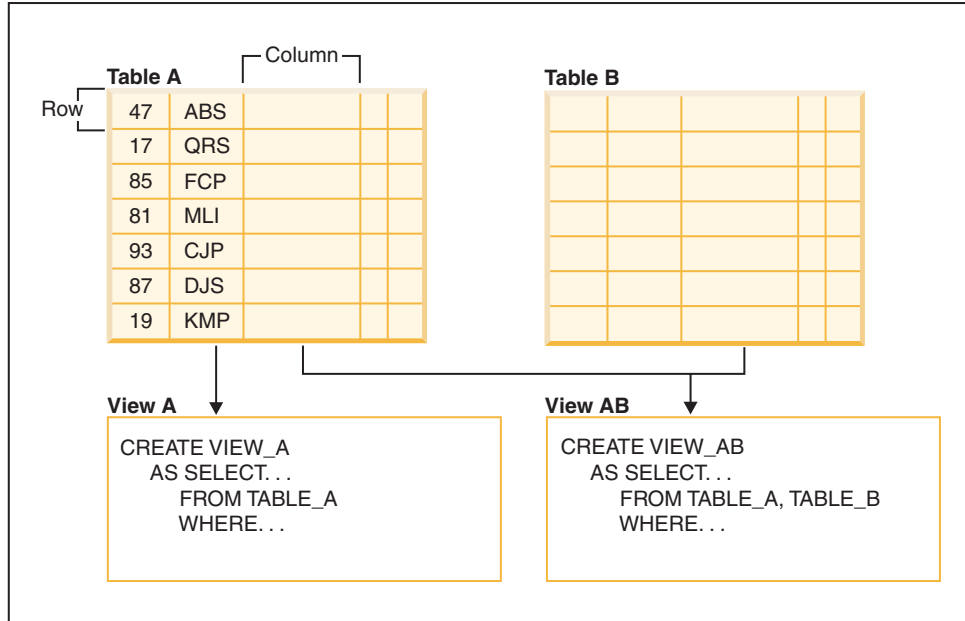 Column
Table A
Table B
Row
47 ABS
17 QRS
85 FCP
81 MLI
93 CJP
87 DJS
19 KMP
View A
CREATE VIEW_A
AS SELECT. . .
FROM TABLE_A
WHERE. . .
View AB
CREATE VIEW_AB
AS SELECT. . .
FROM TABLE_A, TABLE_B
WHERE. . .